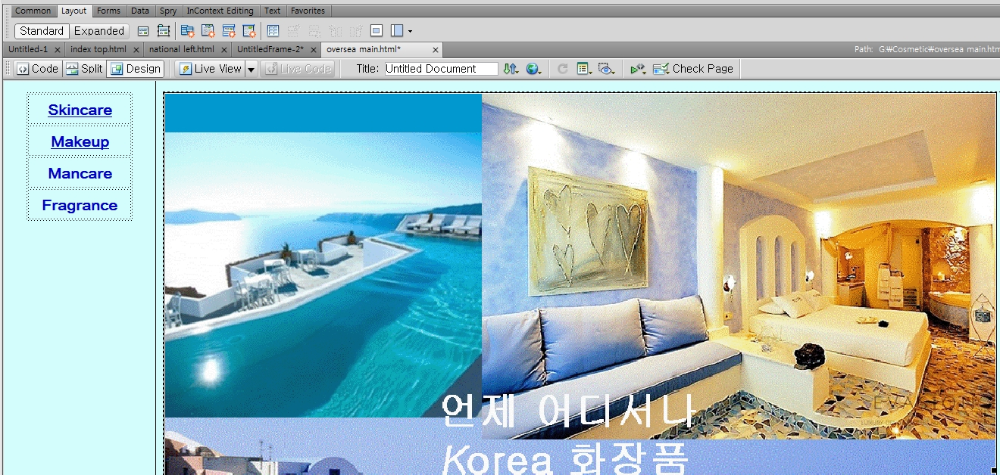 Common Layout Forms Data Spry InContext Editing Text Favorites
Standard Expanded
Untitled-1 × index top.html × national left.html × UntitledFrame-2* × oversea main.html* × Path: G:₩Cosmetic₩oversea main.htm
Code Split Design Live View Live Code Title: Untitled Document Check Page
Skincare
Makeup
Mancare
Fragrance
언제 어디서나
Korea 화장품